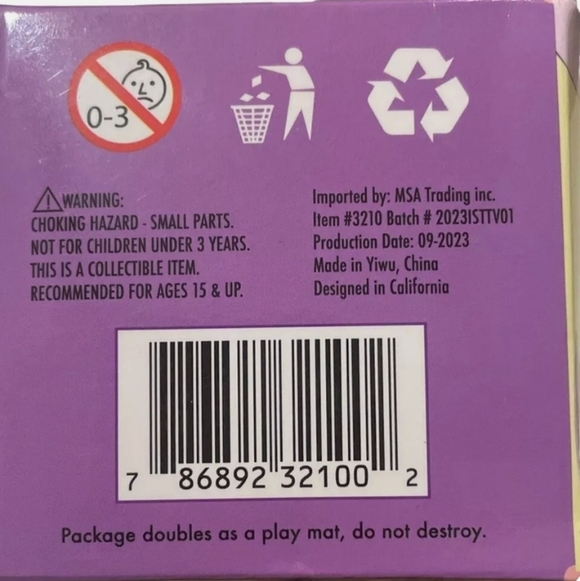 0-3
WARNING:
CHOKING HAZARD - SMALL PARTS.
NOT FOR CHILDREN UNDER 3 YEARS.
THIS IS A COLLECTIBLE ITEM.
RECOMMENDED FOR AGES 15 & UP.
Imported by: MSA Trading inc.
Item #3210 Batch # 2023ISTTV01
Production Date: 09-2023
Made in Yiwu, China
Designed in California
7 86892 32100 2
Package doubles as a play mat, do not destroy.